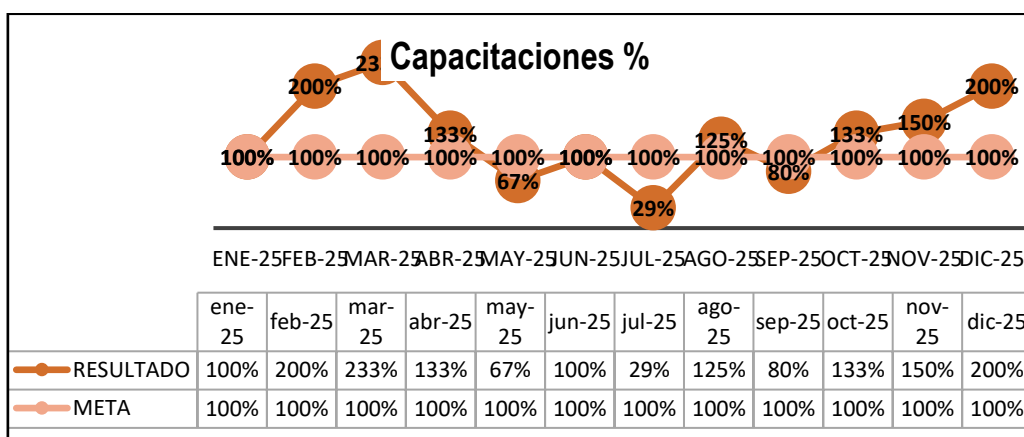 Capacitaciones %
100% 200% 23 133% 67% 100% 29% 125% 80% 133% 150% 200%
100% 100% 100% 100% 100% 100% 100% 100% 100% 100% 100% 100%
ENE-25 FEB-25 MAR-25 ABR-25 MAY-25 JUN-25 JUL-25 AGO-25 SEP-25 OCT-25 NOV-25 DIC-25
ene-25 feb-25 mar-25 abr-25 may-25 jun-25 jul-25 ago-25 sep-25 oct-25 nov-25 dic-25
RESULTADO 100% 200% 233% 133% 67% 100% 29% 125% 80% 133% 150% 200%
META 100% 100% 100% 100% 100% 100% 100% 100% 100% 100% 100% 100%